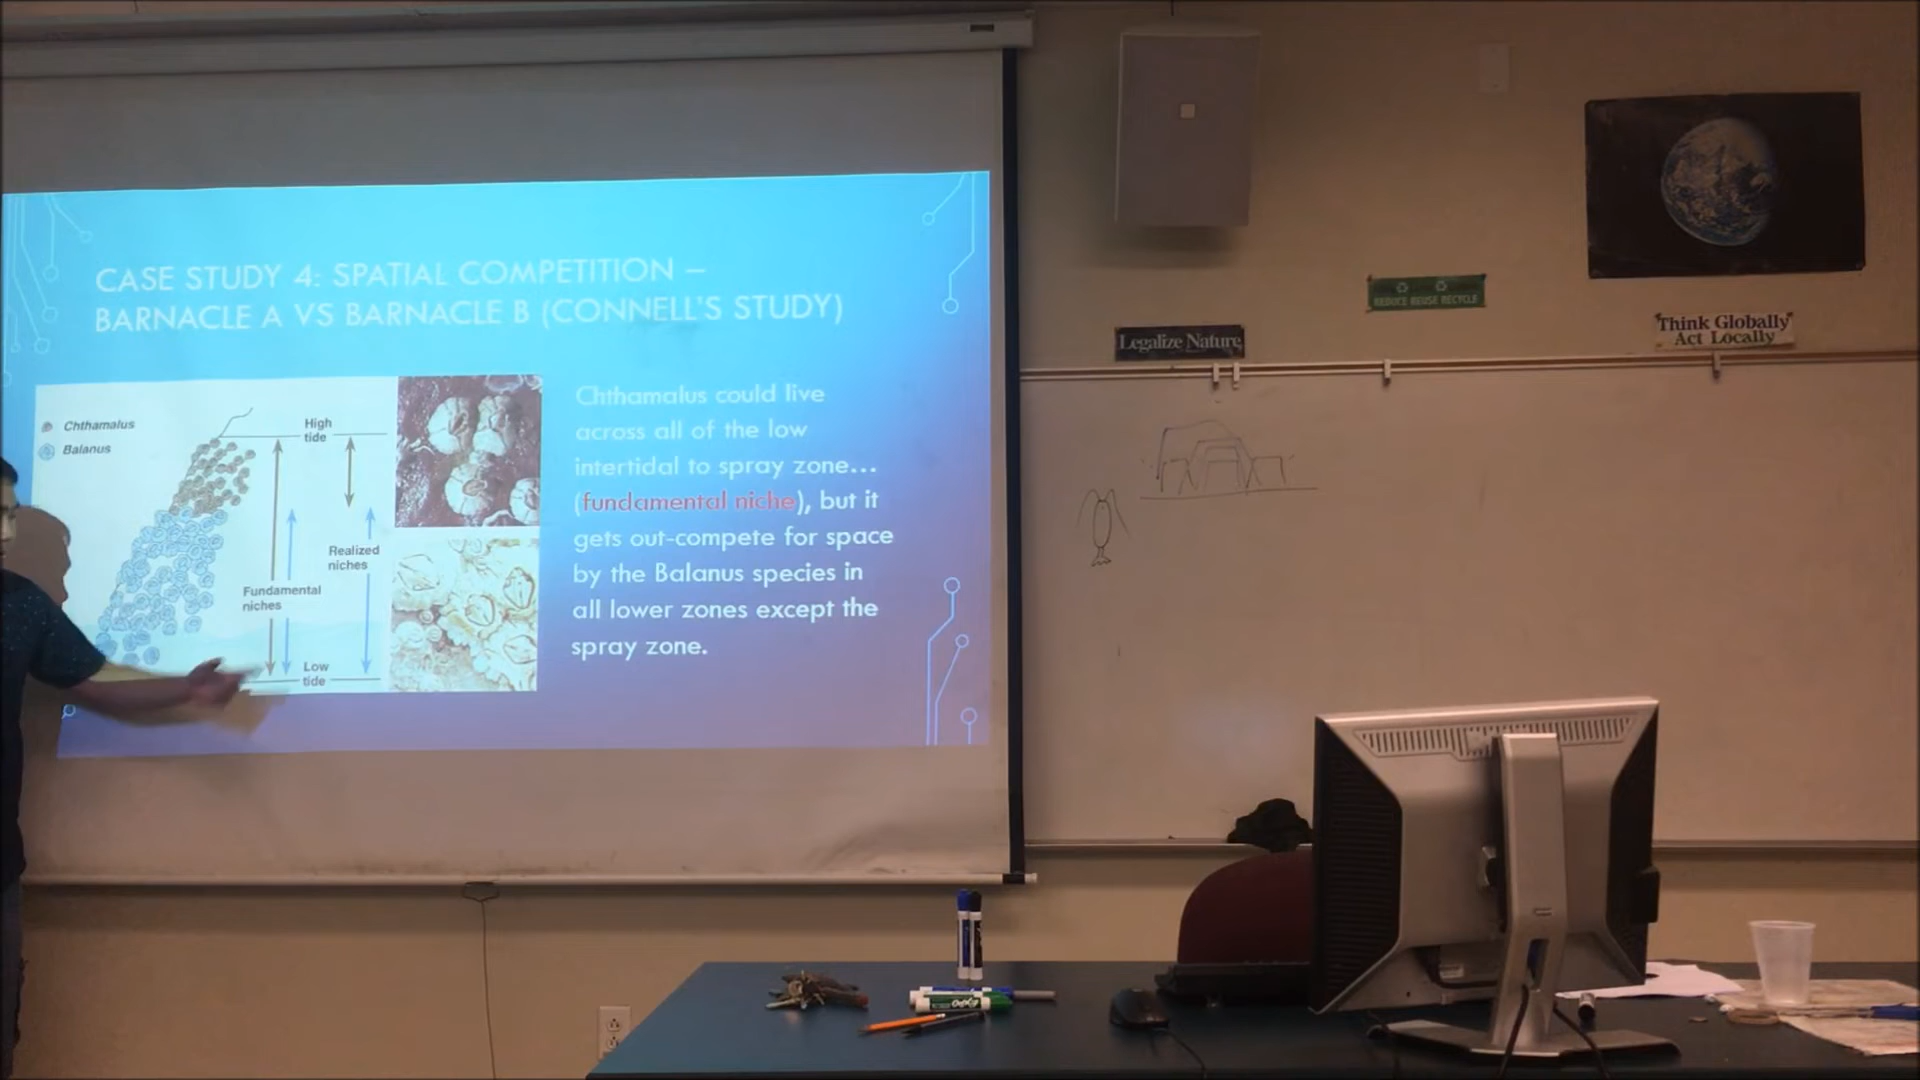 CASE STUDY 4: SPATIAL COMPETITION –
BARNACLE A VS BARNACLE B (CONNELL'S STUDY)
Chthamalus
Balanus
High
tide
Realized
niches
Fundamental
niches
Low
tide
Chthamalus could live
across all of the low
intertidal to spray zone...
(fundamental niche), but it
gets out-compete for space
by the Balanus species in
all lower zones except the
spray zone.
Legalize Nature
REDUCE REUSE RECYCLE
Think Globally
Act Locally
EXPO